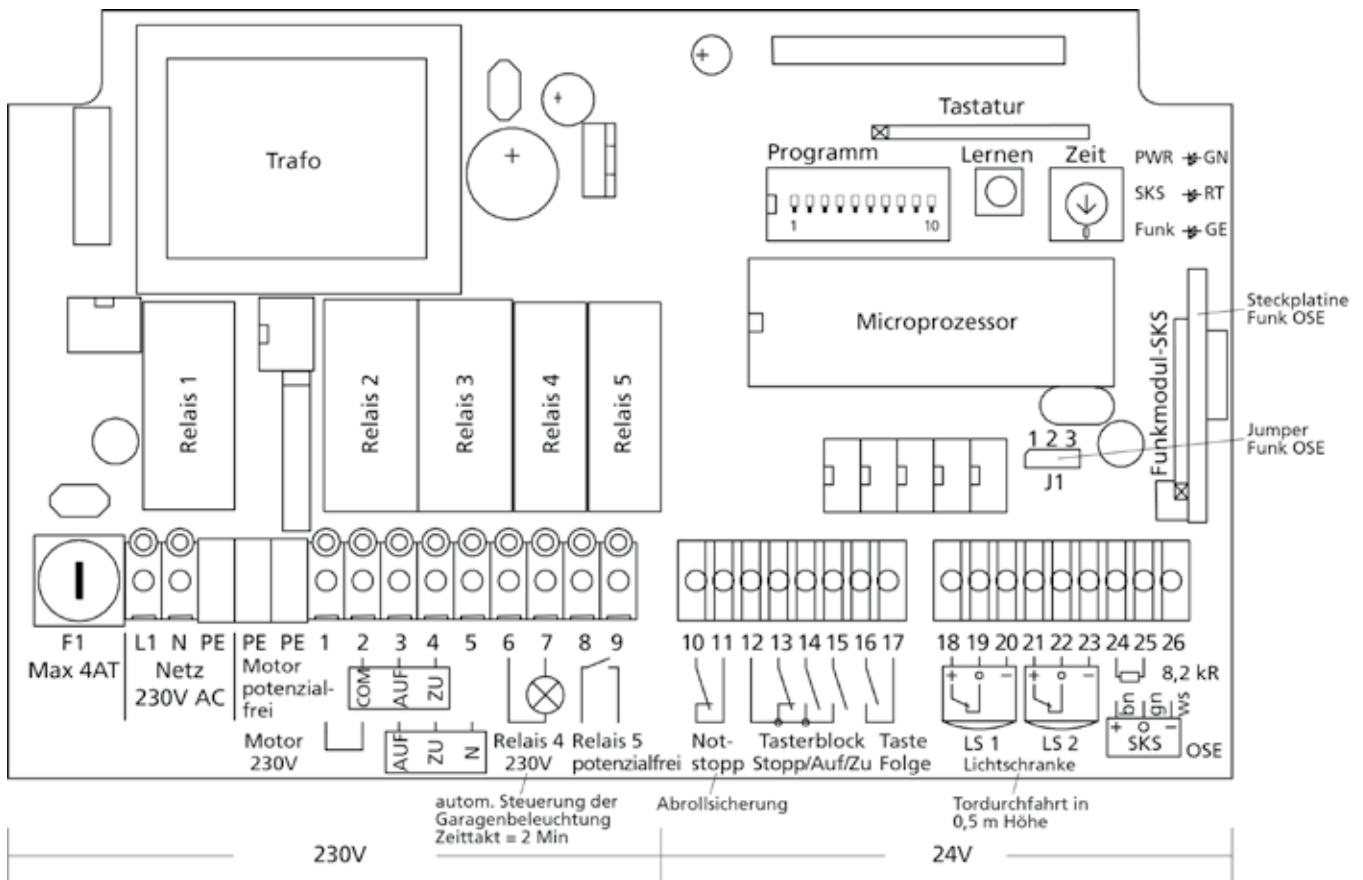 Trafo
Tastatur
Programm
Lernen
Zeit
PWR GN
SKS RT
Funk GE
1 10
0
Steckplatine
Funk OSE
Microprozessor
Funkmodul-SKS
Relais 1
Relais 2
Relais 3
Relais 4
Relais 5
1 2 3
J1
Jumper
Funk OSE
F1 L1 N PE PE PE 1 2 3 4 5 6 7 8 9 10 11 12 13 14 15 16 17 18 19 20 21 22 23 24 25 26
Max 4AT
Netz
230V AC
Motor
potenzial-
frei
COM
AUF
ZU
Motor
230V
AUF
ZU
N
Relais 4
230V
Relais 5
potenzialfrei
Not-
stopp
Tasterblock
Stopp/Auf/Zu
Taste
Folge
+ o −
LS 1
+ o −
LS 2
Lichtschranke
8,2 kR
bn
gn
ws
+ o −
SKS
OSE
autom. Steuerung der
Garagenbeleuchtung
Zeittakt = 2 Min
Abrollsicherung
Tordurchfahrt in
0,5 m Höhe
230V
24V